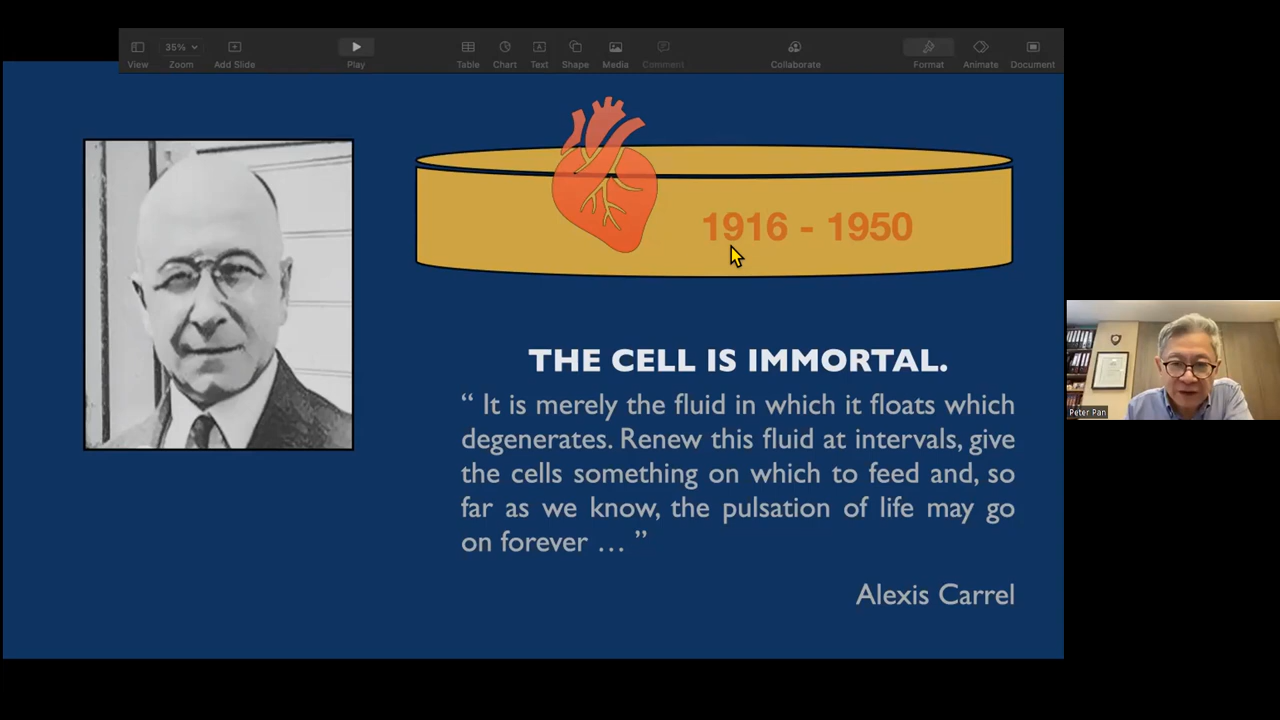 35%
View
Zoom
Add Slide
Play
Table
Chart
Text
Shape
Media
Comment
Collaborate
Format
Animate
Document
1916 - 1950
THE CELL IS IMMORTAL.
“ It is merely the fluid in which it floats which
degenerates. Renew this fluid at intervals, give
the cells something on which to feed and, so
far as we know, the pulsation of life may go
on forever … ”
Alexis Carrel
Peter Pan